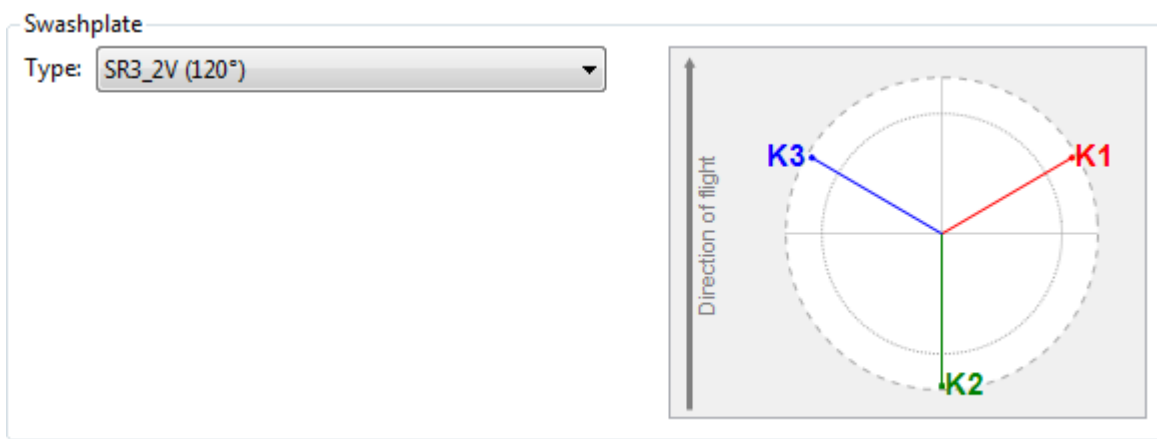 Swashplate
Type: SR3_2V (120°)
Direction of flight
K3
K1
K2